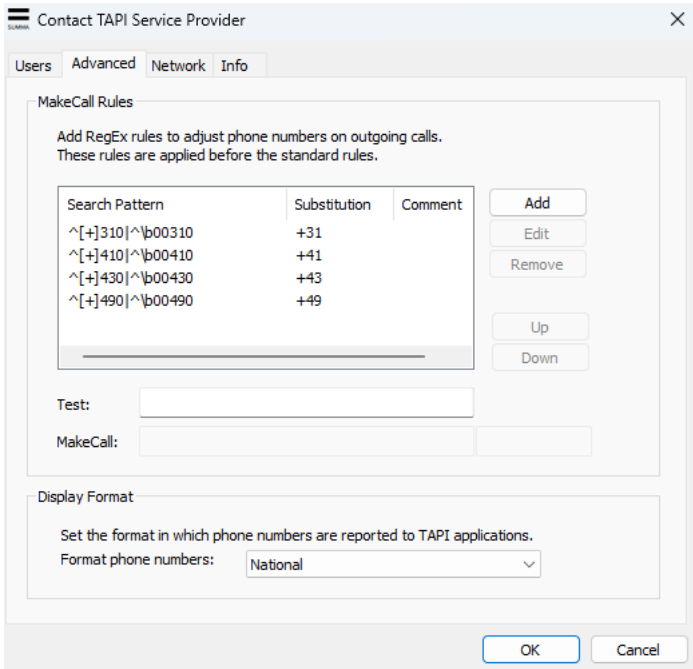 SUMMA
Contact TAPI Service Provider
Users Advanced Network Info
MakeCall Rules
Add RegEx rules to adjust phone numbers on outgoing calls.
These rules are applied before the standard rules.
Search Pattern Substitution Comment
^[+]310|^\b00310 +31
^[+]410|^\b00410 +41
^[+]430|^\b00430 +43
^[+]490|^\b00490 +49
Add
Edit
Remove
Up
Down
Test:
MakeCall:
Display Format
Set the format in which phone numbers are reported to TAPI applications.
Format phone numbers: National
OK Cancel